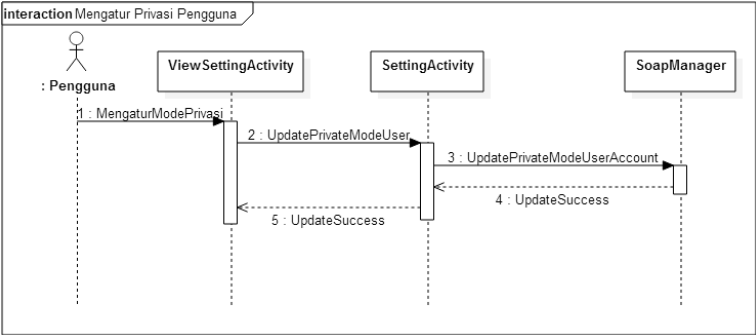 interaction Mengatur Privasi Pengguna
: Pengguna
ViewSettingActivity
SettingActivity
SoapManager
1 : MengaturModePrivasi
2 : UpdatePrivateModeUser
3 : UpdatePrivateModeUserAccount
4 : UpdateSuccess
5 : UpdateSuccess